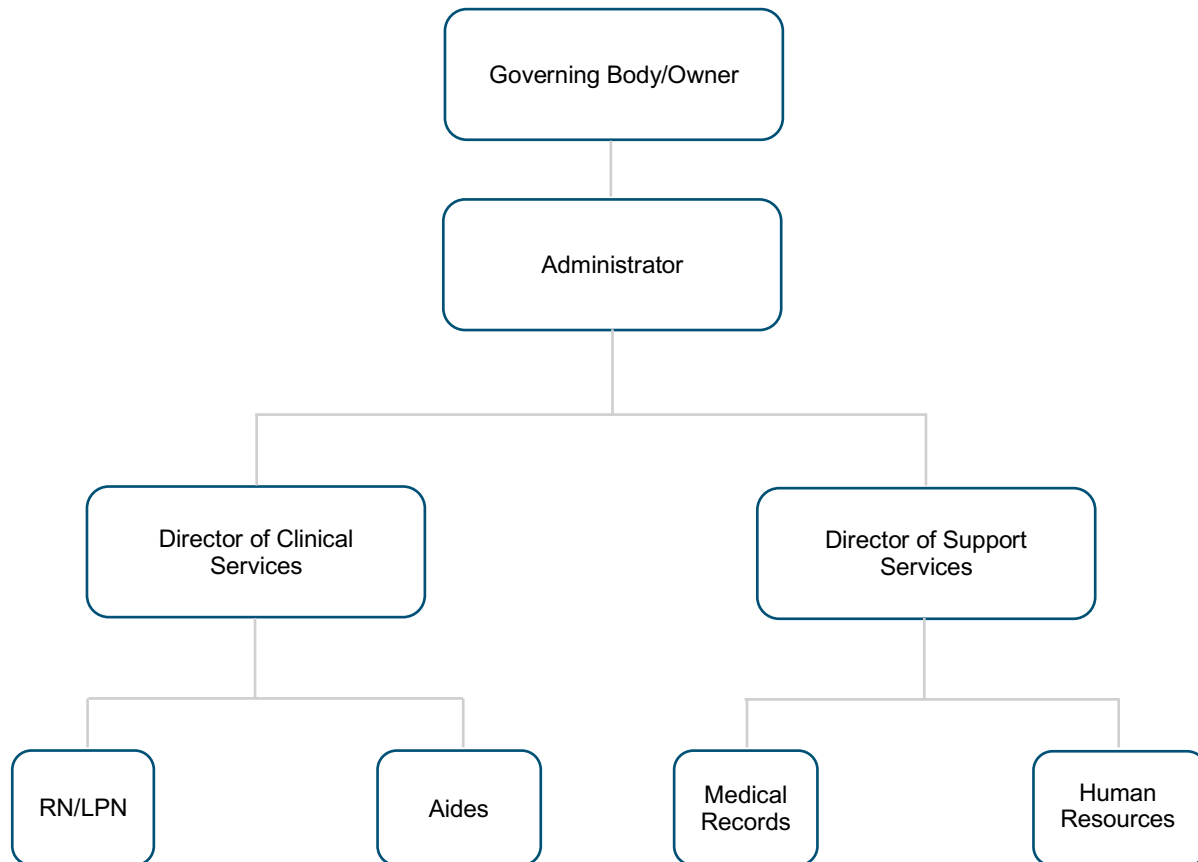 Governing Body/Owner
Administrator
Director of Clinical
Services
Director of Support
Services
RN/LPN
Aides
Medical
Records
Human
Resources